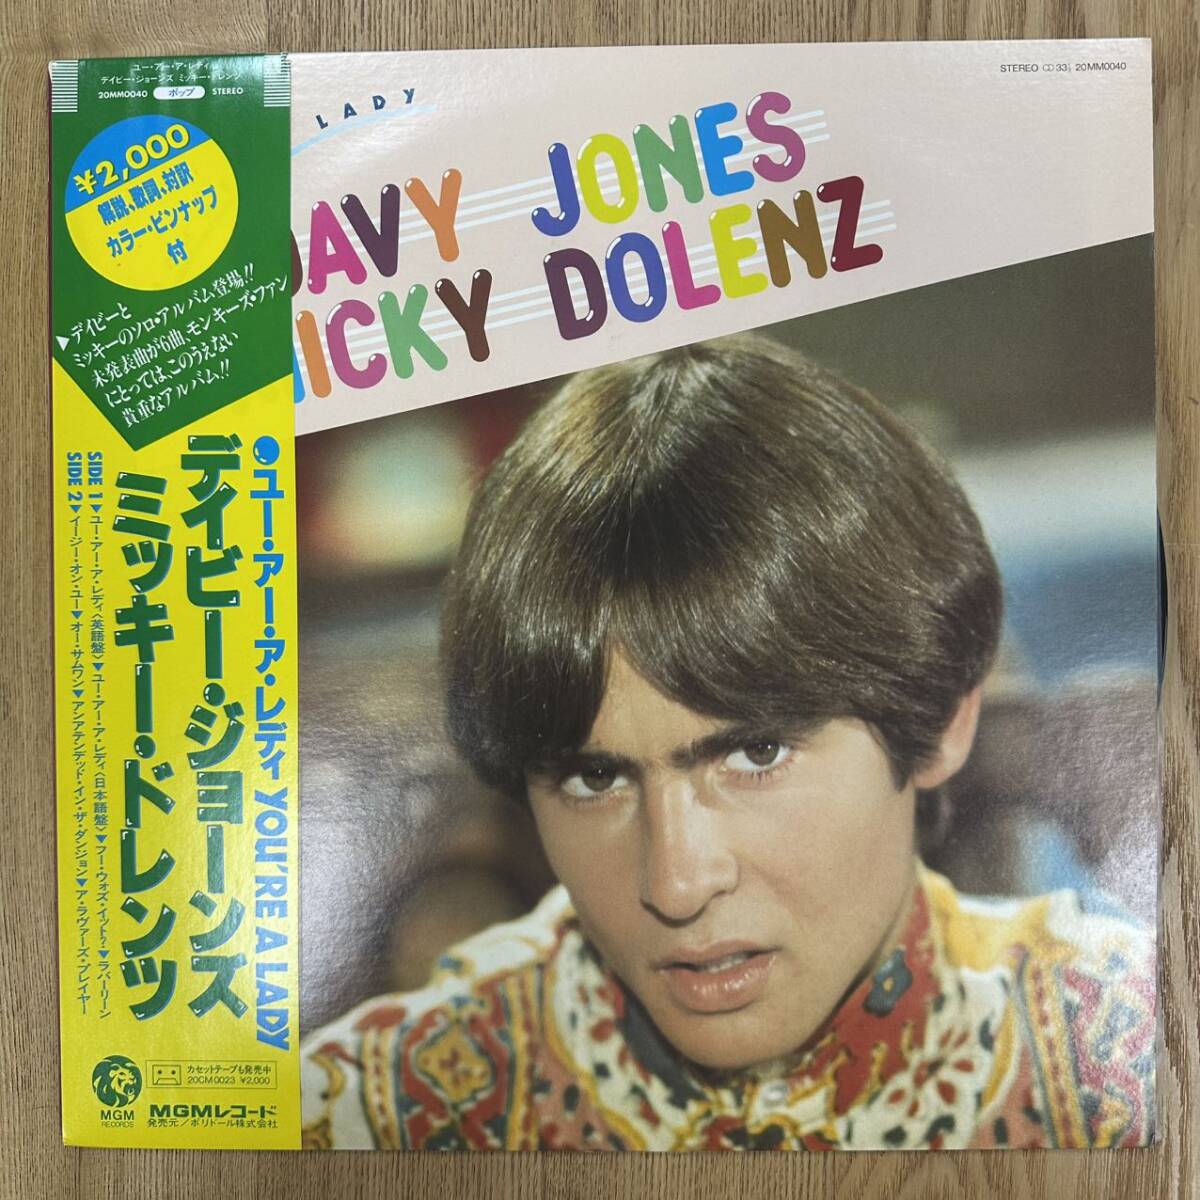 ユー・アー・ア・レディ
デイビー・ジョーンズ ミッキー・ドレンツ
20MM0040 ポップ STEREO
¥2,000
解説、歌詞、対訳
カラー・ピンナップ
付
▶デイビーと
ミッキーのソロ・アルバム登場!!
未発表曲が6曲、モンキーズ・ファン
にとっては、このうえない
貴重なアルバム!!
●ユー・アー・ア・レディ YOU'RE A LADY
デイビー・ジョーンズ
ミッキー・ドレンツ
SIDE 1▶ユー・アー・ア・レディ〈英語盤〉▼ユー・アー・ア・レディ〈日本語盤〉▼フー・ウォズ・イット?▼ラバーリーン
SIDE 2▶イージー・オン・ユー▼オー・サムワン▼アンアテンデッド・イン・ザ・ダンジョン▼ア・ラヴァーズ・プレイヤー
MGM
RECORDS
カセットテープも発売中
20CM0023 ¥2,000
MGMレコード
発売元／ポリドール株式会社
LADY
STEREO 33⅓ 20MM0040
DAVY JONES
MICKY DOLENZ